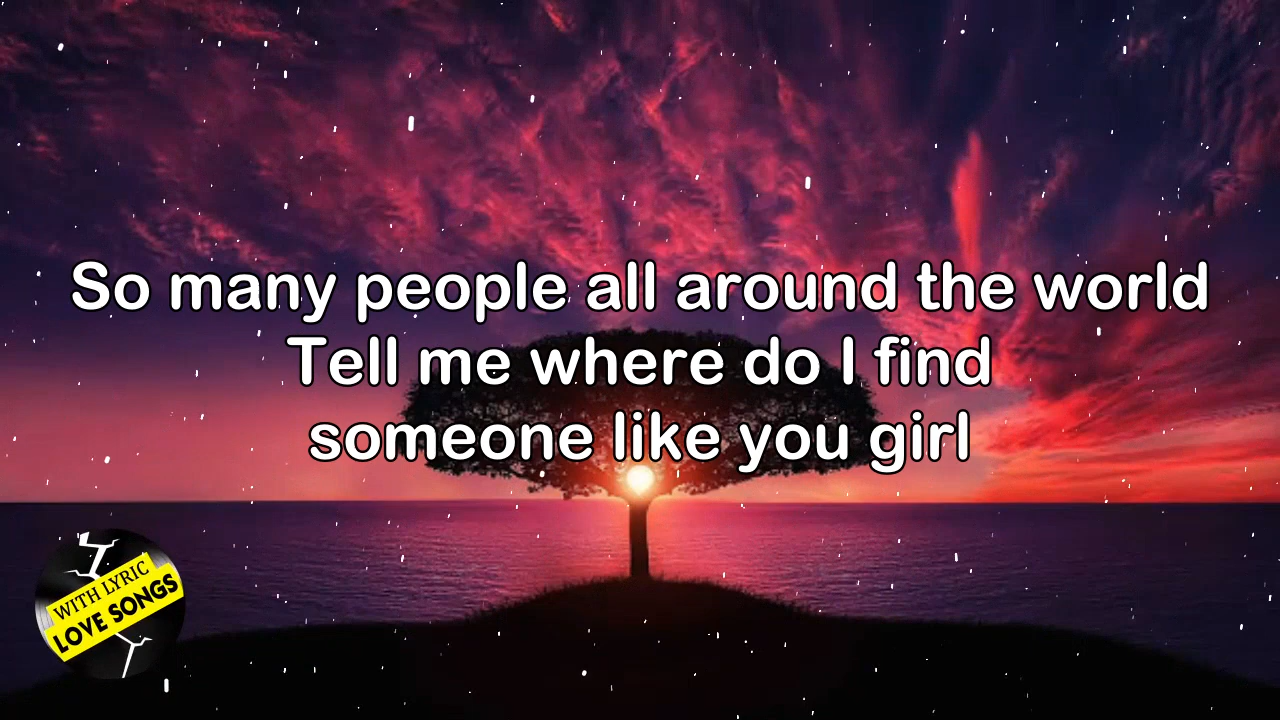 So many people all around the world
Tell me where do I find
someone like you girl
WITH LYRIC
LOVE SONGS